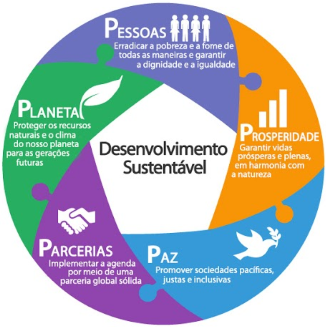 PESSOAS
Erradicar a pobreza e a fome de
todas as maneiras e garantir
a dignidade e a igualdade
PROSPERIDADE
Garantir vidas
prósperas e plenas,
em harmonia com
a natureza
PAZ
Promover sociedades pacíficas,
justas e inclusivas
PARCERIAS
Implementar a agenda
por meio de uma
parceria global sólida
PLANETA
Proteger os recursos
naturais e o clima
do nosso planeta
para as gerações
futuras
Desenvolvimento
Sustentável